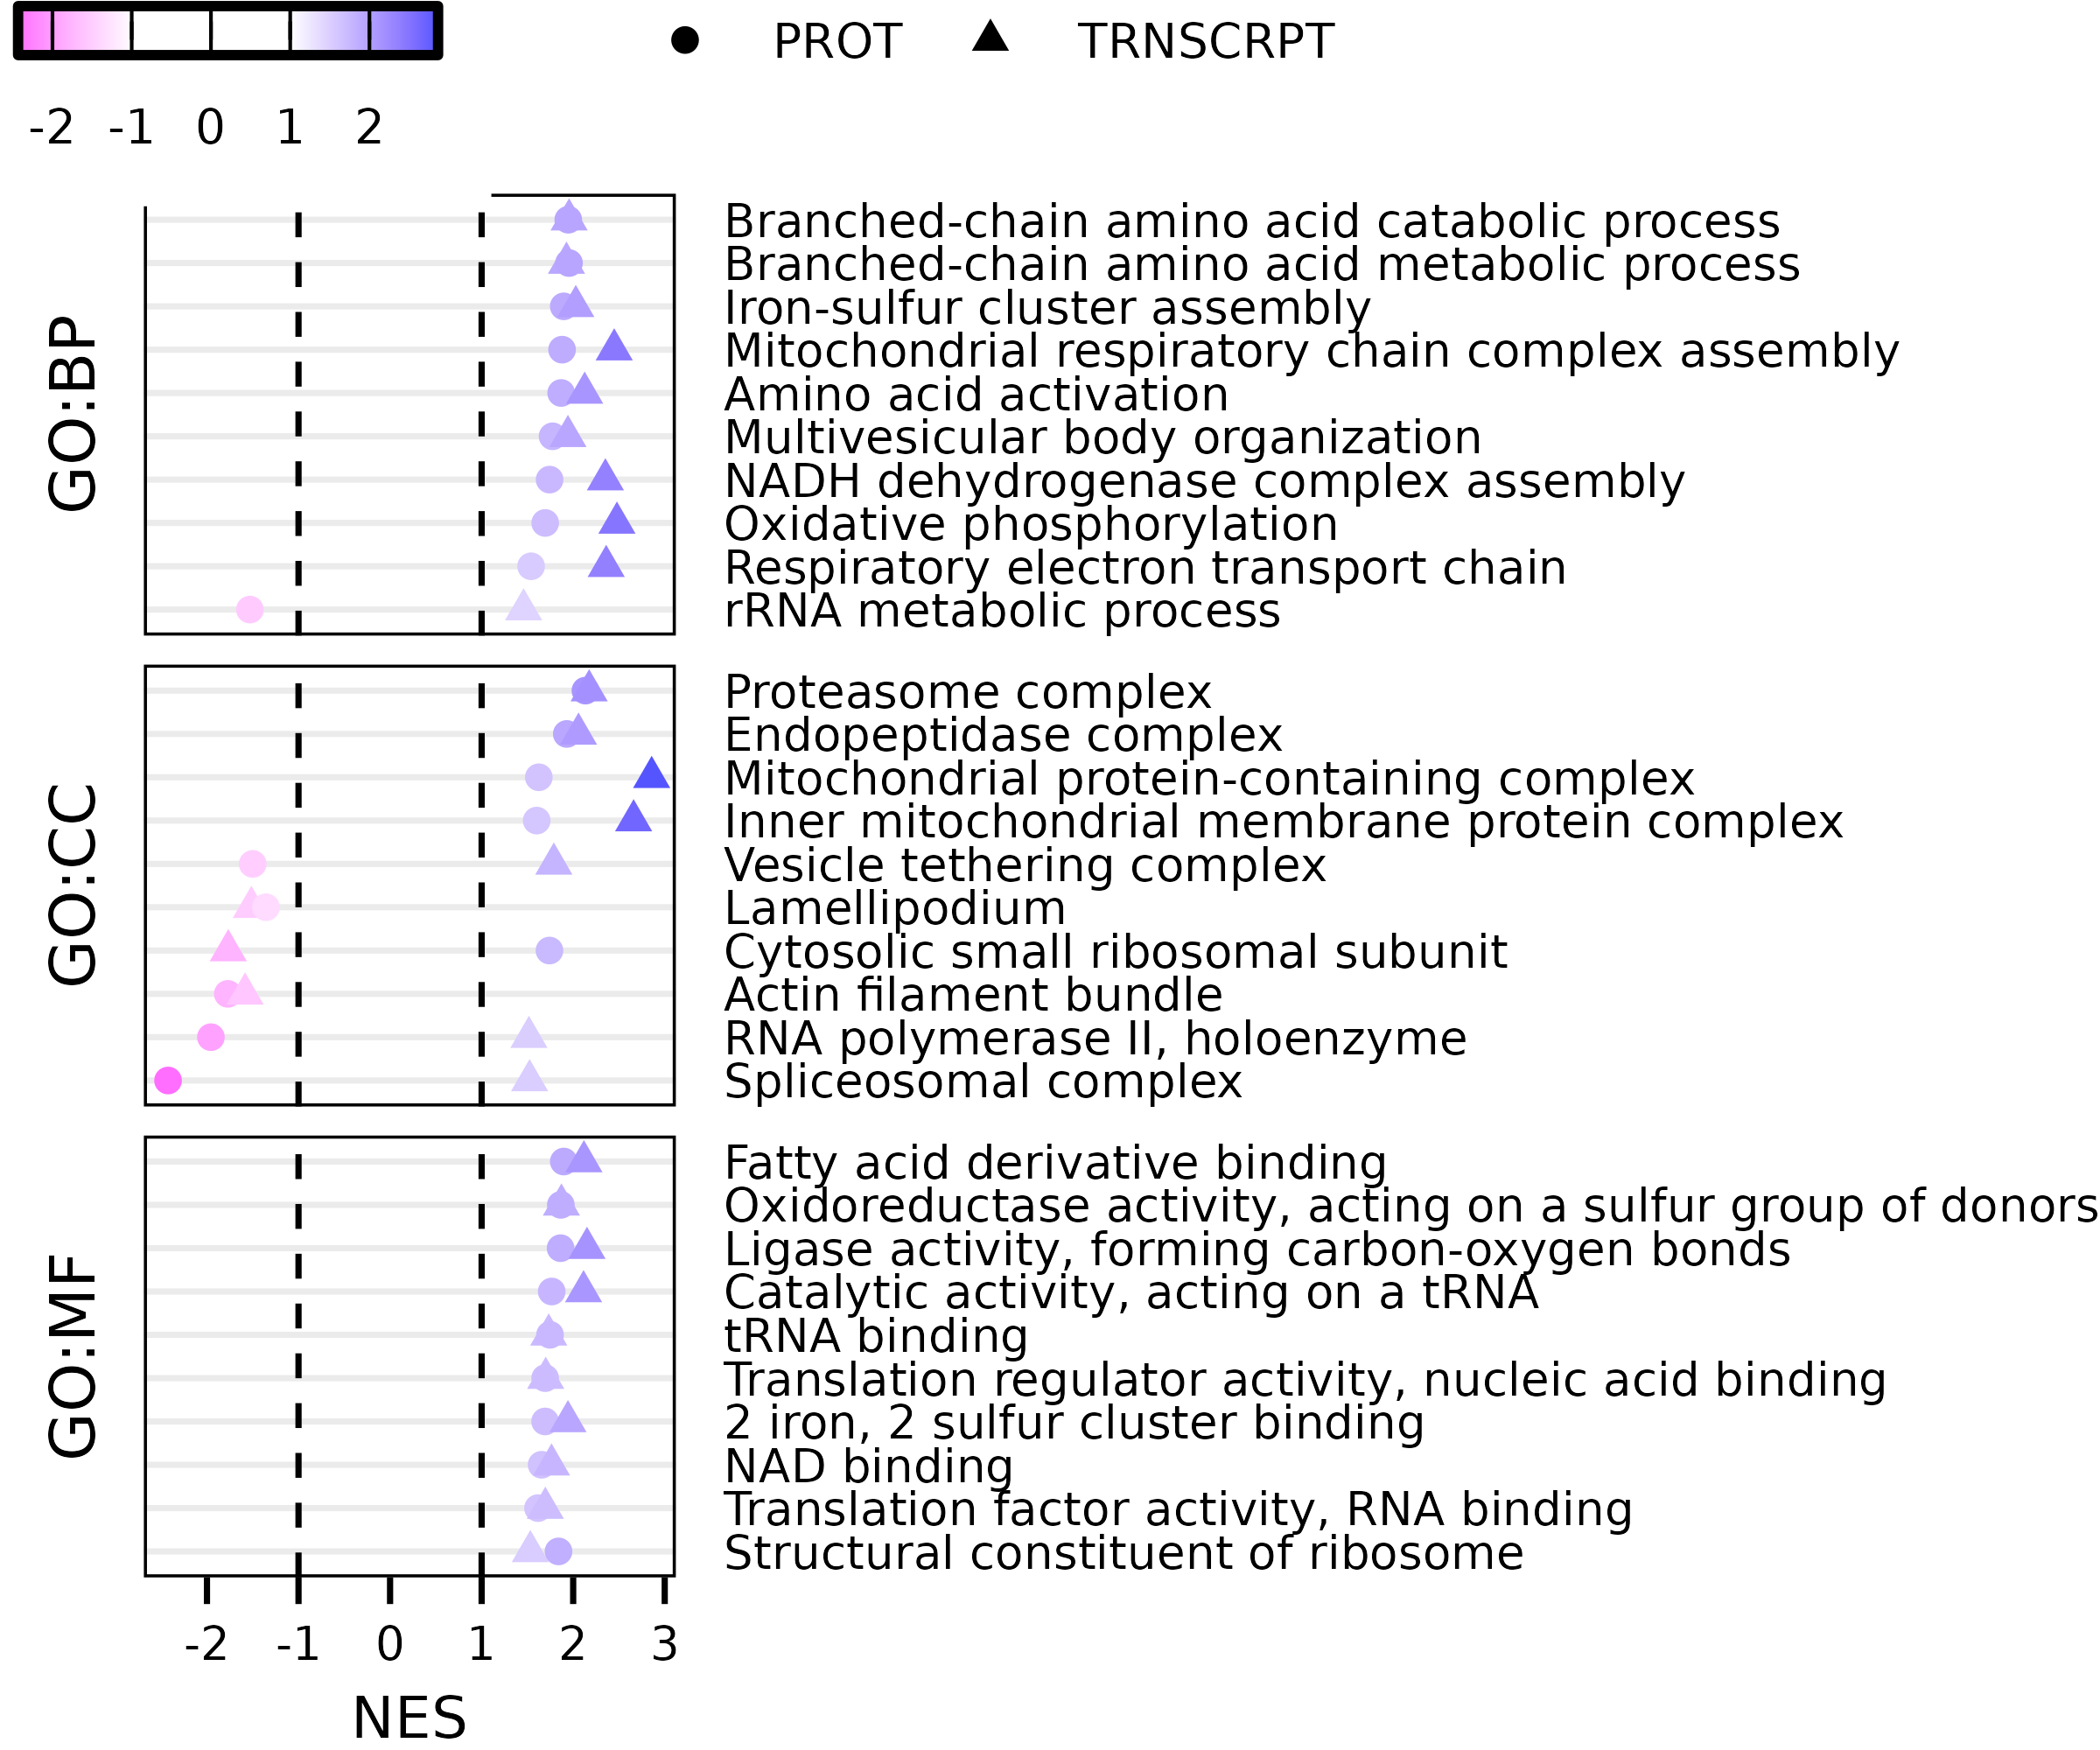 PROT TRNSCRPT
-2 -1 0 1 2
GO:BP
Branched-chain amino acid catabolic process
Branched-chain amino acid metabolic process
Iron-sulfur cluster assembly
Mitochondrial respiratory chain complex assembly
Amino acid activation
Multivesicular body organization
NADH dehydrogenase complex assembly
Oxidative phosphorylation
Respiratory electron transport chain
rRNA metabolic process
GO:CC
Proteasome complex
Endopeptidase complex
Mitochondrial protein-containing complex
Inner mitochondrial membrane protein complex
Vesicle tethering complex
Lamellipodium
Cytosolic small ribosomal subunit
Actin filament bundle
RNA polymerase II, holoenzyme
Spliceosomal complex
GO:MF
Fatty acid derivative binding
Oxidoreductase activity, acting on a sulfur group of donors
Ligase activity, forming carbon-oxygen bonds
Catalytic activity, acting on a tRNA
tRNA binding
Translation regulator activity, nucleic acid binding
2 iron, 2 sulfur cluster binding
NAD binding
Translation factor activity, RNA binding
Structural constituent of ribosome
-2 -1 0 1 2 3
NES